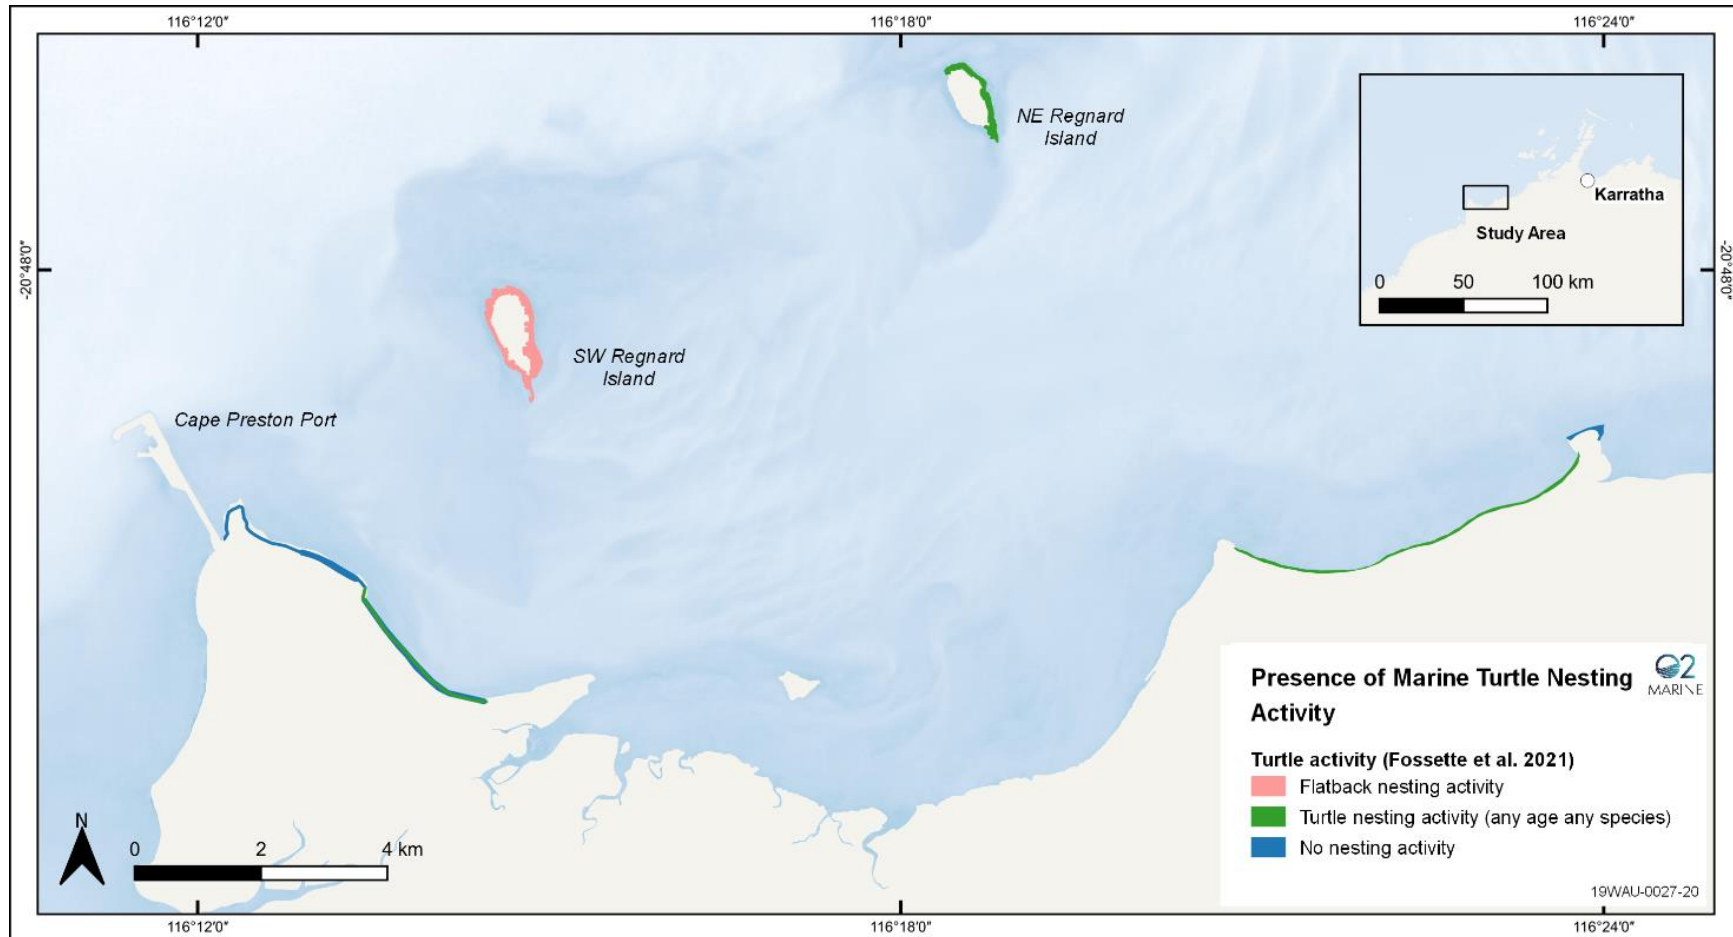 116°12'0"
116°18'0"
116°24'0"
NE Regnard
Island
Karratha
Study Area
0
50
100 km
-20°48'0"
-20°48'0"
SW Regnard
Island
Cape Preston Port
Presence of Marine Turtle Nesting
Activity
O2
MARINE
Turtle activity (Fossette et al. 2021)
Flatback nesting activity
Turtle nesting activity (any age any species)
No nesting activity
19WAU-0027-20
N
0
2
4 km
116°12'0"
116°18'0"
116°24'0"